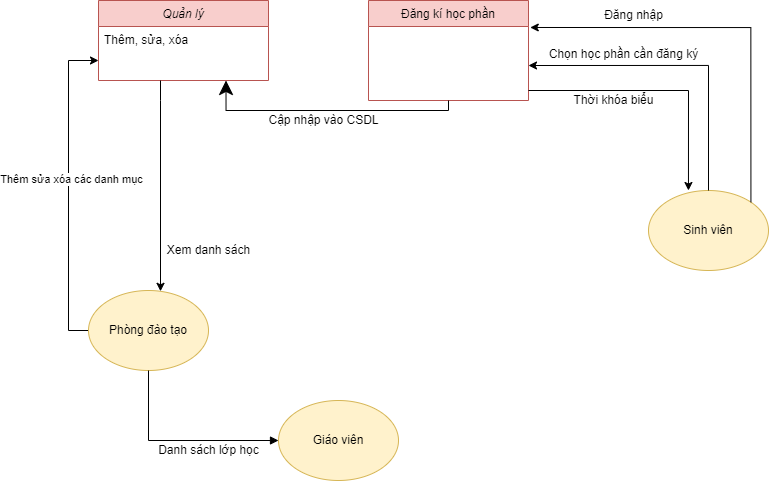 Quản lý
Thêm, sửa, xóa
Đăng kí học phần
Đăng nhập
Chọn học phần cần đăng ký
Thời khóa biểu
Cập nhập vào CSDL
Thêm sửa xóa các danh mục
Sinh viên
Xem danh sách
Phòng đảo tạo
Danh sách lớp học
Giáo viên